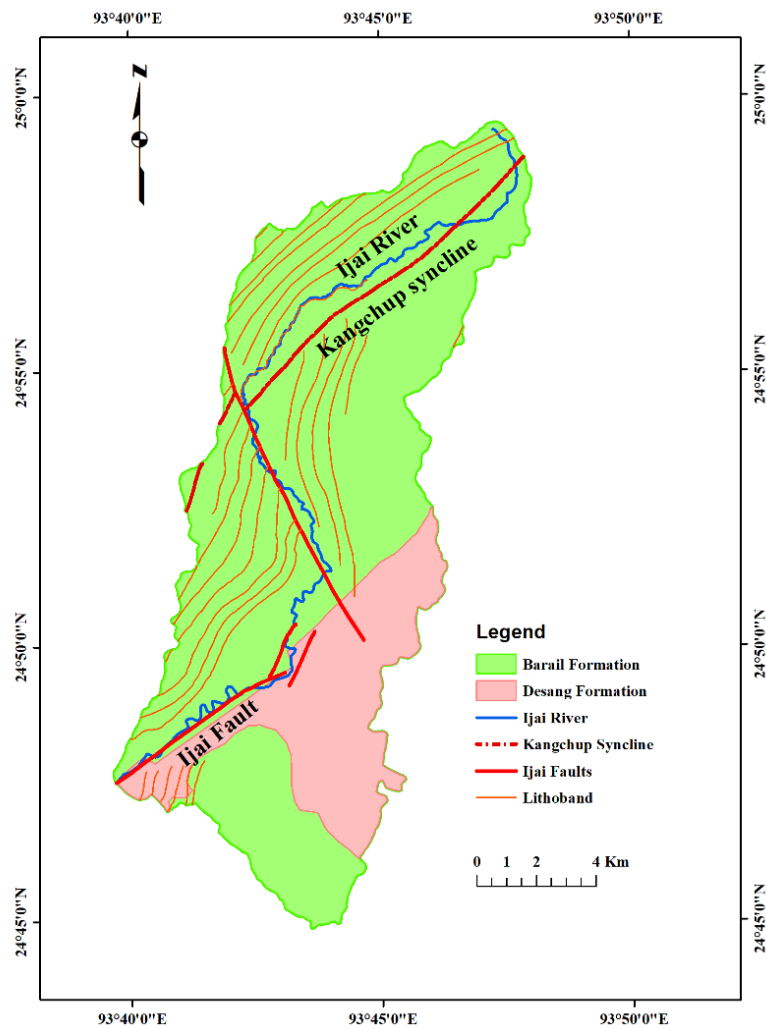 93°40'0"E 93°45'0"E 93°50'0"E
N
25°0'0"N 25°0'0"N
Ijai River
Kangchup syncline
24°55'0"N 24°55'0"N
24°50'0"N 24°50'0"N
Ijai Fault
Legend
Barail Formation
Desang Formation
Ijai River
Kangchup Syncline
Ijai Faults
Lithoband
0 1 2 4 Km
24°45'0"N 24°45'0"N
93°40'0"E 93°45'0"E 93°50'0"E